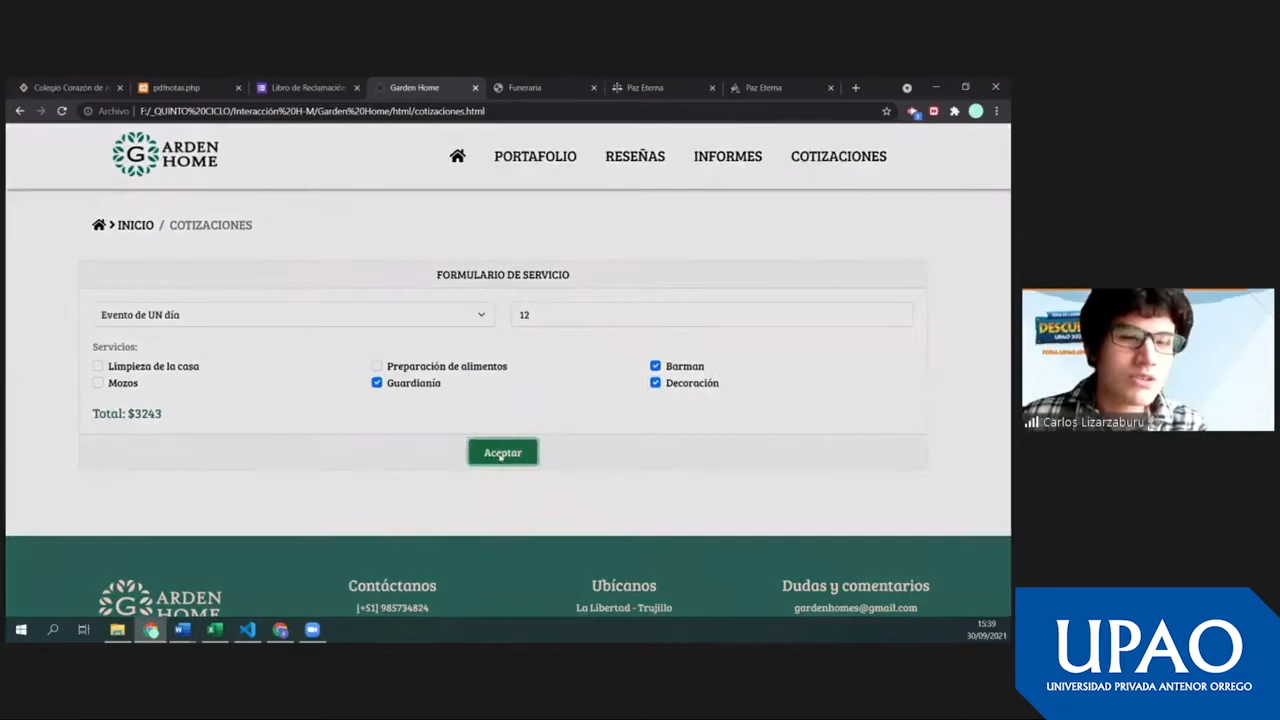 Colegio Corazón de
pdfnotas.php
Libro de Reclamación
Garden Home
Funeraria
Paz Eterna
Paz Eterna
Archivo
F:/_QUINTO%20CICLO/Interacción%20H-M/Garden%20Home/html/cotizaciones.html
GARDEN
HOME
PORTAFOLIO
RESEÑAS
INFORMES
COTIZACIONES
INICIO / COTIZACIONES
FORMULARIO DE SERVICIO
Evento de UN día
12
Servicios:
Limpieza de la casa
Preparación de alimentos
Barman
Mozos
Guardianía
Decoración
Total: $3243
Aceptar
GARDEN
HOME
Contáctanos
[+51] 985734824
Ubícanos
La Libertad - Trujillo
Dudas y comentarios
gardenhomes@gmail.com
15:39
30/09/2021
DESCU
UPAO 202
Carlos Lizarzaburu
UPAO
UNIVERSIDAD PRIVADA ANTENOR ORREGO